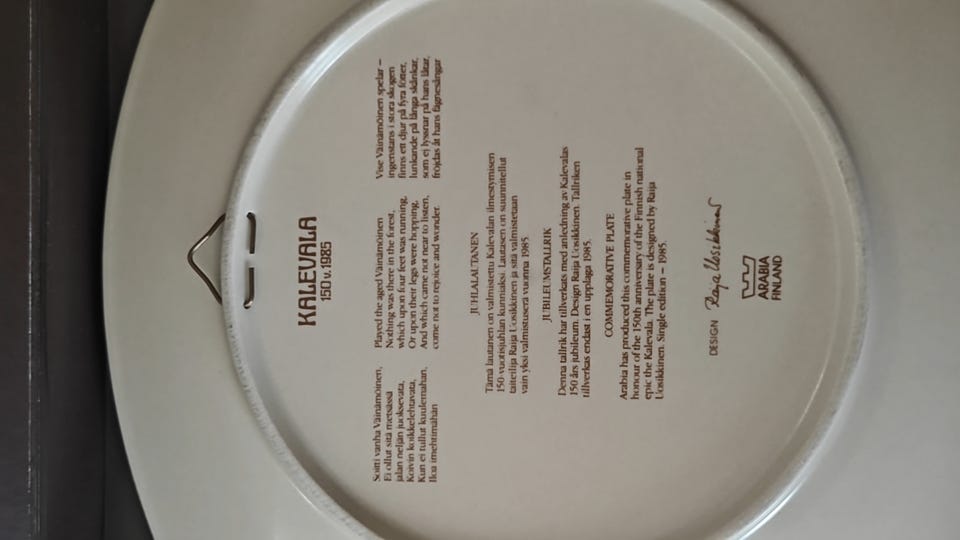 KALEVALA
150 v. 1985
Soitti vanha Väinämöinen,
Ei ollut sitä metsässä
jalan neljän juoksevata,
Koivin koikkelehtavata,
Kun ei tullut kuulemahan,
Iloa imehtimähän
Played the aged Väinämöinen
Nothing was there in the forest,
which upon four feet was running,
Or upon their legs were hopping,
And which came not near to listen,
come not to rejoice and wonder.
Vise Väinämöinen spelar –
ingenstans i stora skogen
finns ett djur på fyra fötter,
lunkande på långa skänkar,
som ej lyssnar på hans låtar,
fröjdas åt hans fägnesångar
JUHLALAUTANEN
Tämä lautanen on valmistettu Kalevalan ilmestymisen
150-vuotisjuhlan kunniaksi. Lautasen on suunnitellut
taiteilija Raija Uosikkinen ja sitä valmistetaan
vain yksi valmistuserä vuonna 1985.
JUBILEUMSTALLRIK
Denna tallrik har tillverkats med anledning av Kalevalas
150 års jubileum. Design Raija Uosikkinen. Tallriken
tillverkas endast i en upplaga 1985.
COMMEMORATIVE PLATE
Arabia has produced this commemorative plate in
honour of the 150th anniversary of the Finnish national
epic the Kalevala. The plate is designed by Raija
Uosikkinen. Single edition – 1985.
DESIGN Raija Uosikkinen
ARABIA
FINLAND